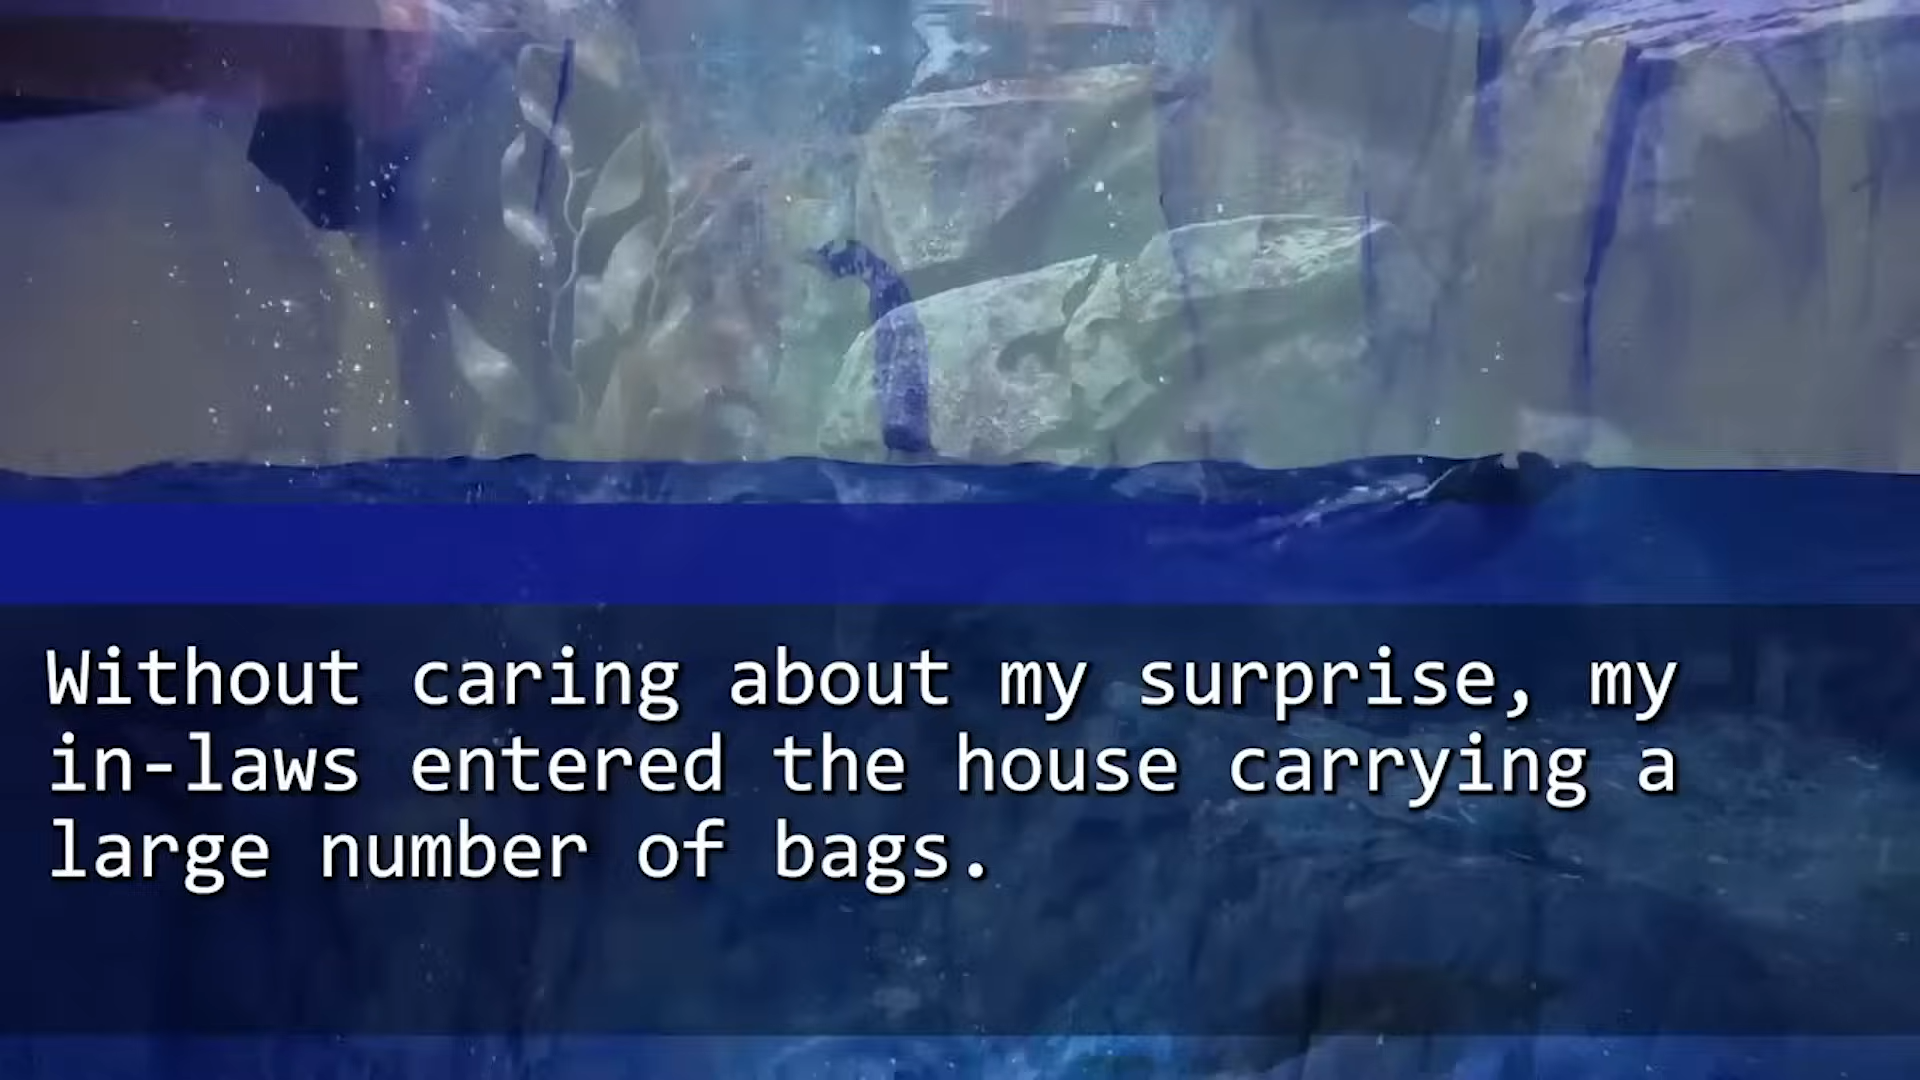 Without caring about my surprise, my
in-laws entered the house carrying a
large number of bags.